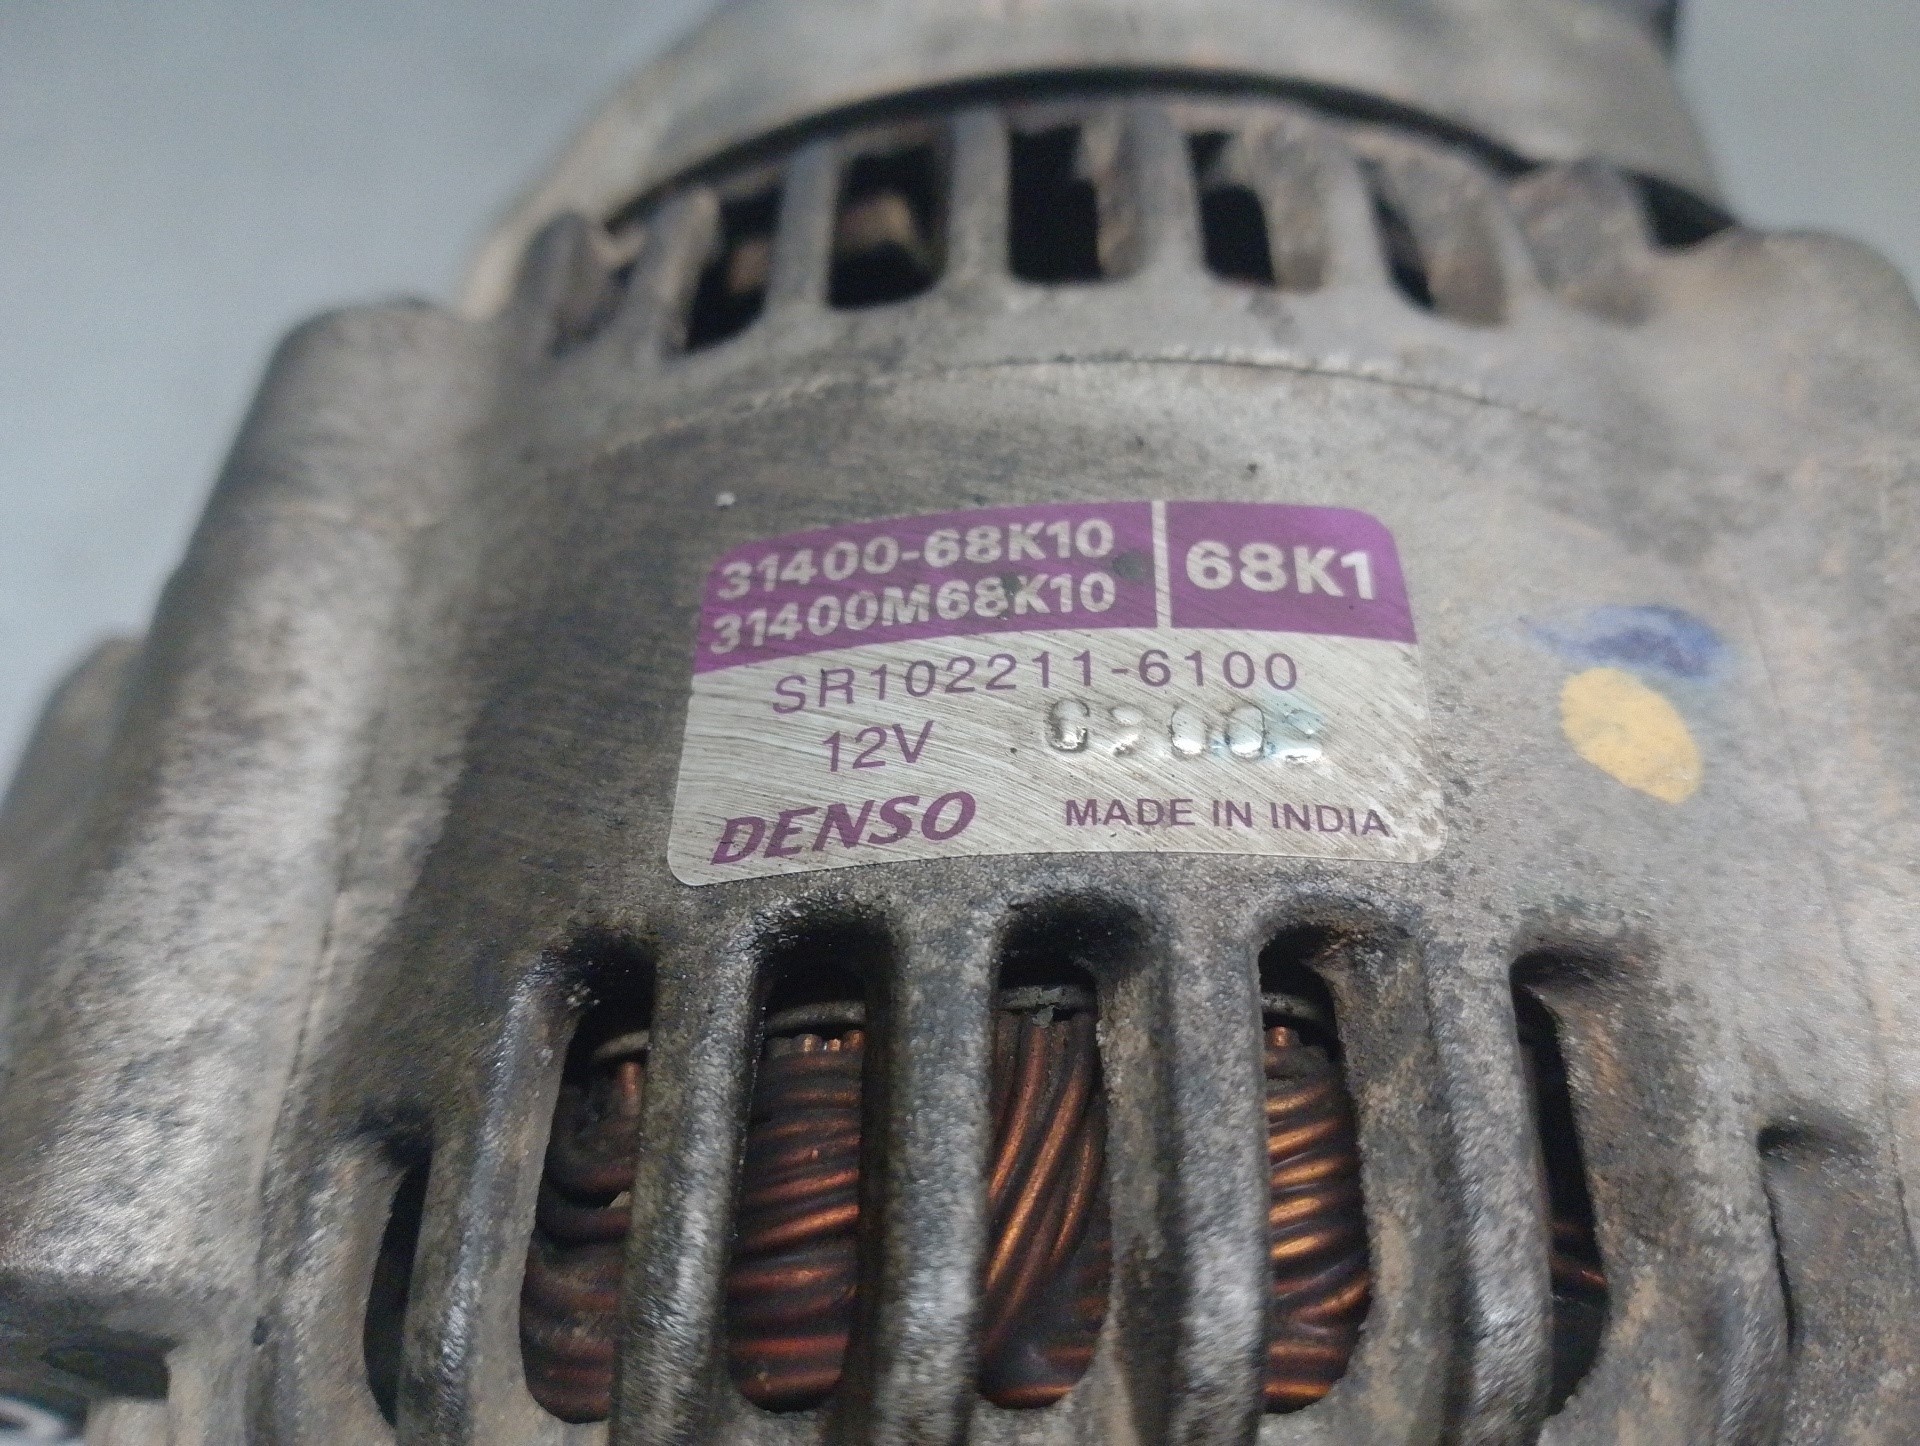 31400-68K10
31400M68K10
68K1
SR102211-6100
12V
DENSO MADE IN INDIA